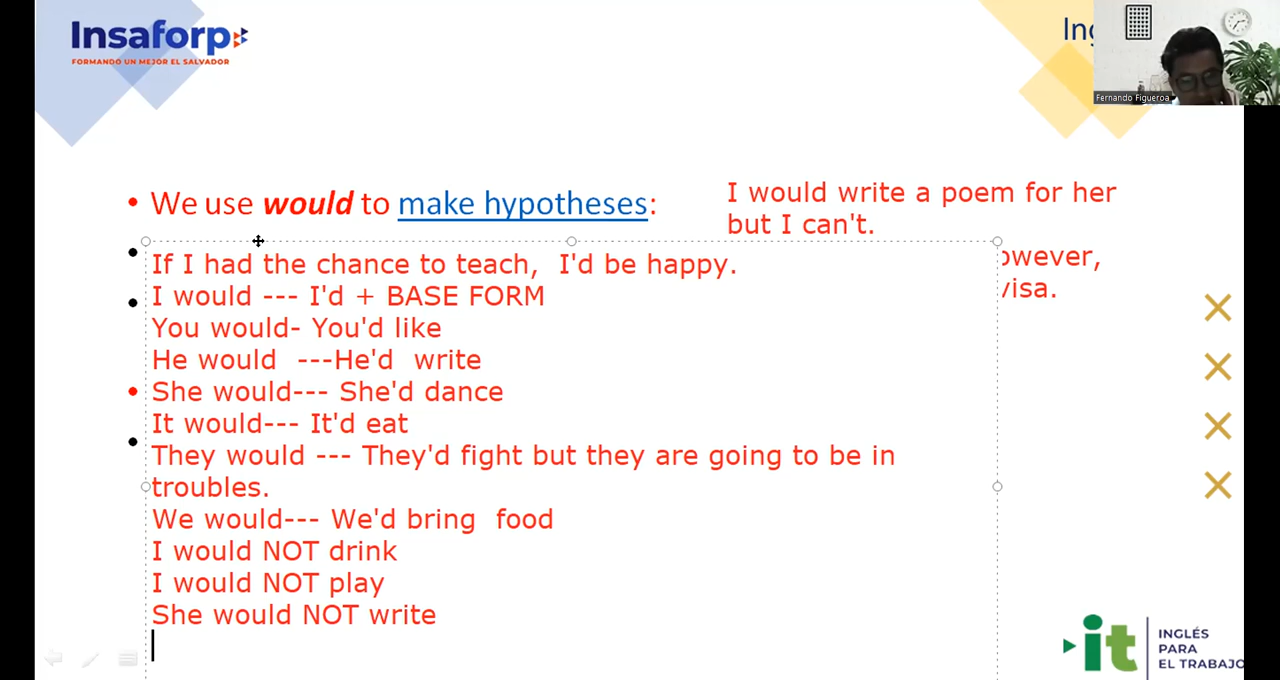 Insaforp
FORMANDO UN MEJOR EL SALVADOR
Fernando Figueroa
We use would to make hypotheses:
I would write a poem for her
but I can't.
visa.
If I had the chance to teach,  I'd be happy.
I would --- I'd + BASE FORM
You would- You'd like
He would  ---He'd  write
She would--- She'd dance
It would--- It'd eat
They would --- They'd fight but they are going to be in
troubles.
We would--- We'd bring  food
I would NOT drink
I would NOT play
She would NOT write
it
INGLÉS
PARA
EL TRABAJO